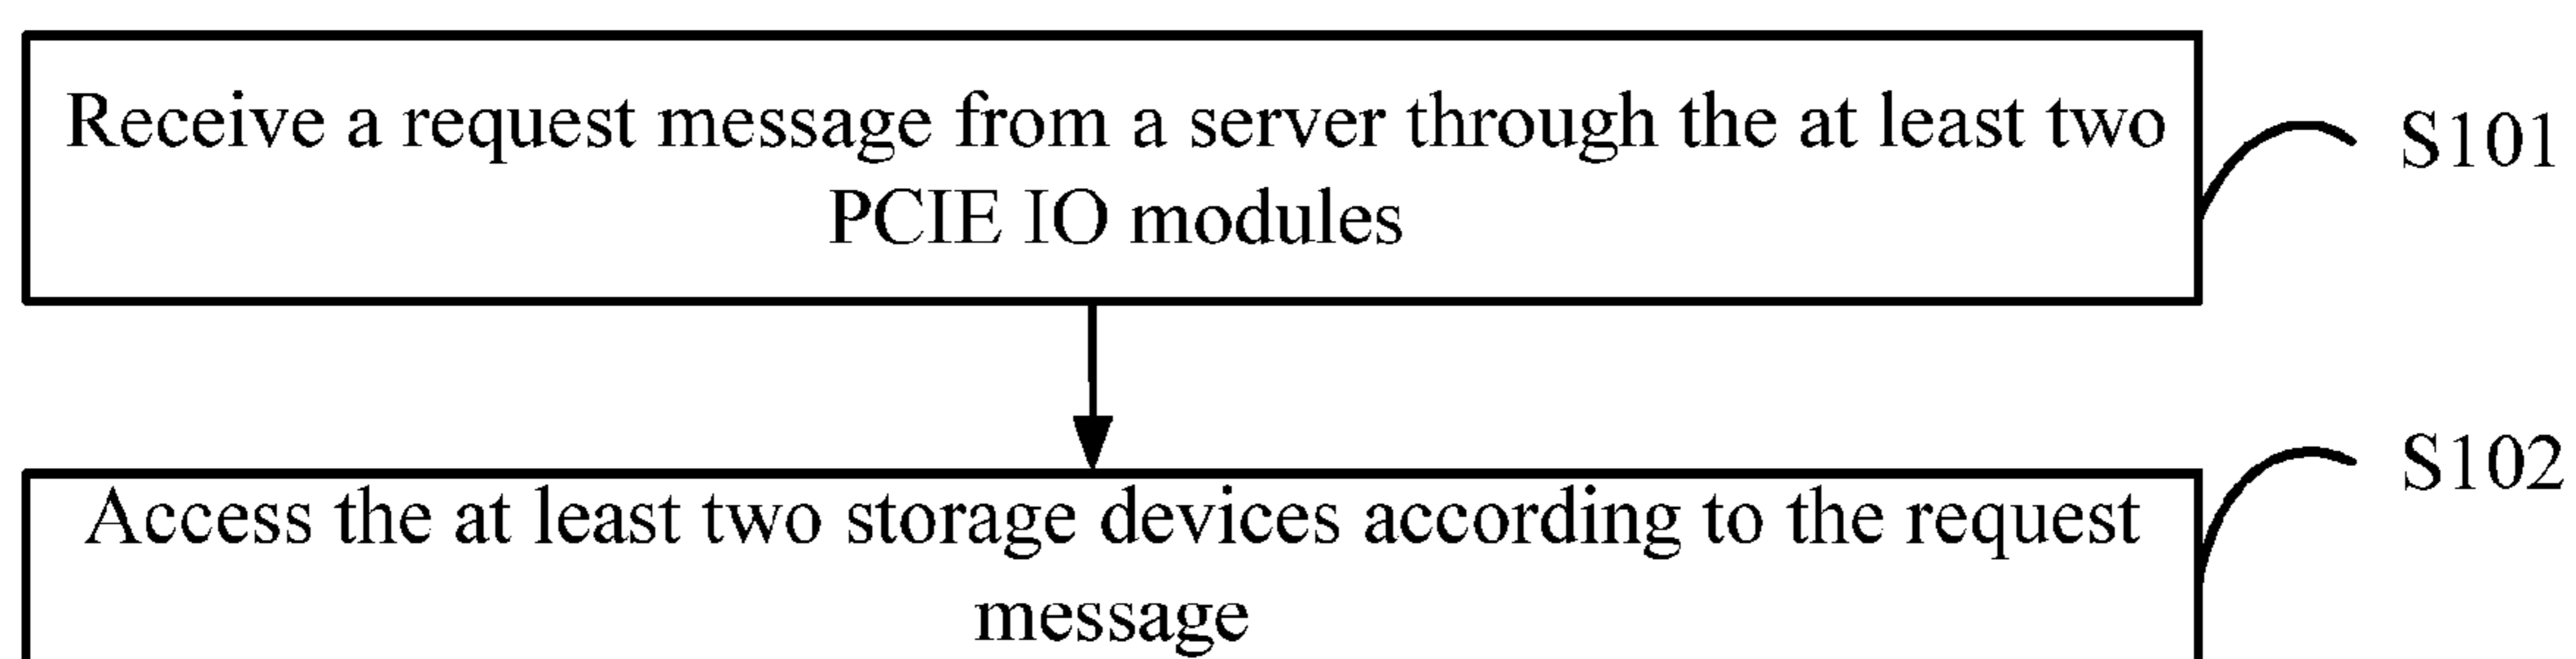 Receive a request message from a server through the at least two
PCIE IO modules
S101
Access the at least two storage devices according to the request
message
S102